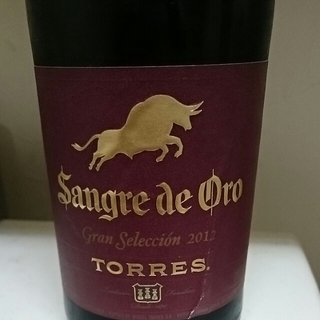 Sangre de Oro
Gran Selección 2012
TORRES®